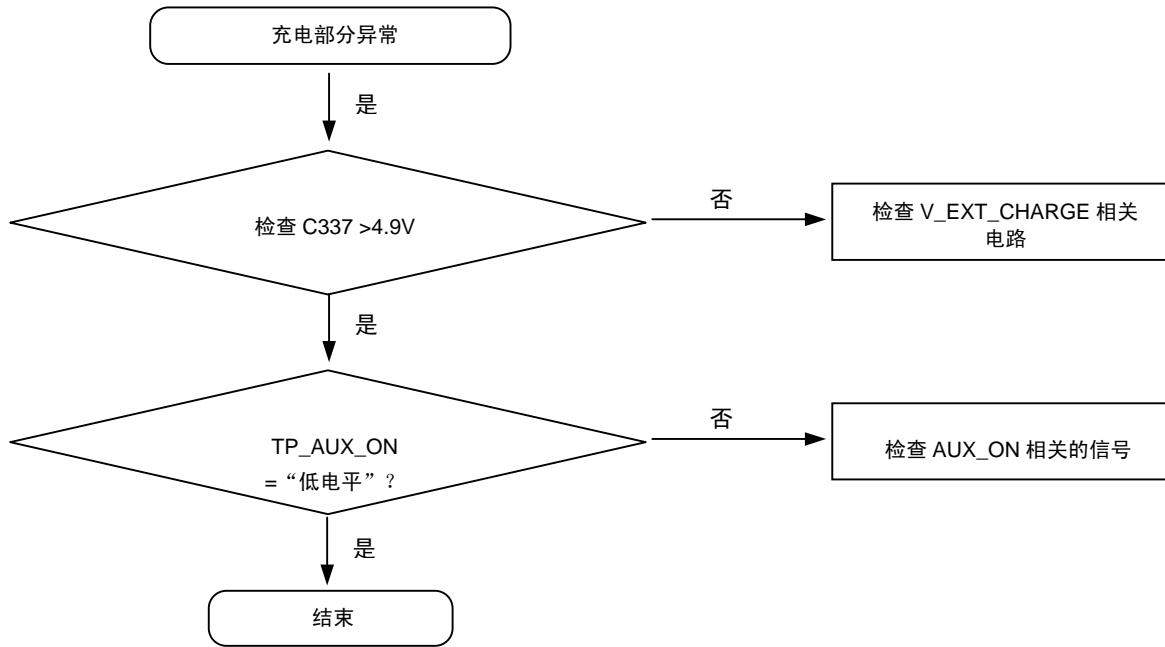 充电部分异常
是
检查 C337 >4.9V
否
检查 V_EXT_CHARGE 相关
电路
是
TP_AUX_ON
=“低电平”?
否
检查 AUX_ON 相关的信号
是
结束